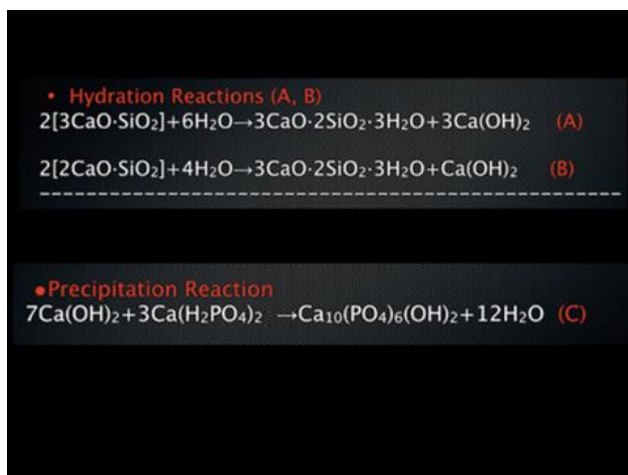 • Hydration Reactions (A, B)
2[3CaO·SiO₂]+6H₂O→3CaO·2SiO₂·3H₂O+3Ca(OH)₂ (A)
2[2CaO·SiO₂]+4H₂O→3CaO·2SiO₂·3H₂O+Ca(OH)₂ (B)
●Precipitation Reaction
7Ca(OH)₂+3Ca(H₂PO₄)₂ →Ca₁₀(PO₄)₆(OH)₂+12H₂O (C)